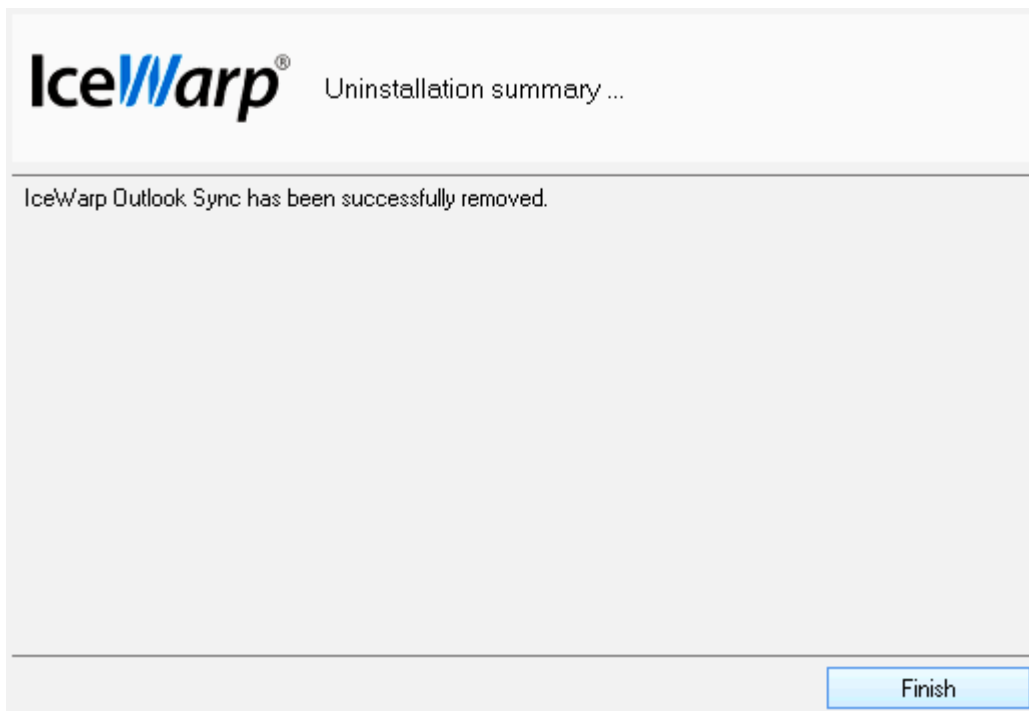 IceWarp® Uninstallation summary ...
IceWarp Outlook Sync has been successfully removed.
Finish